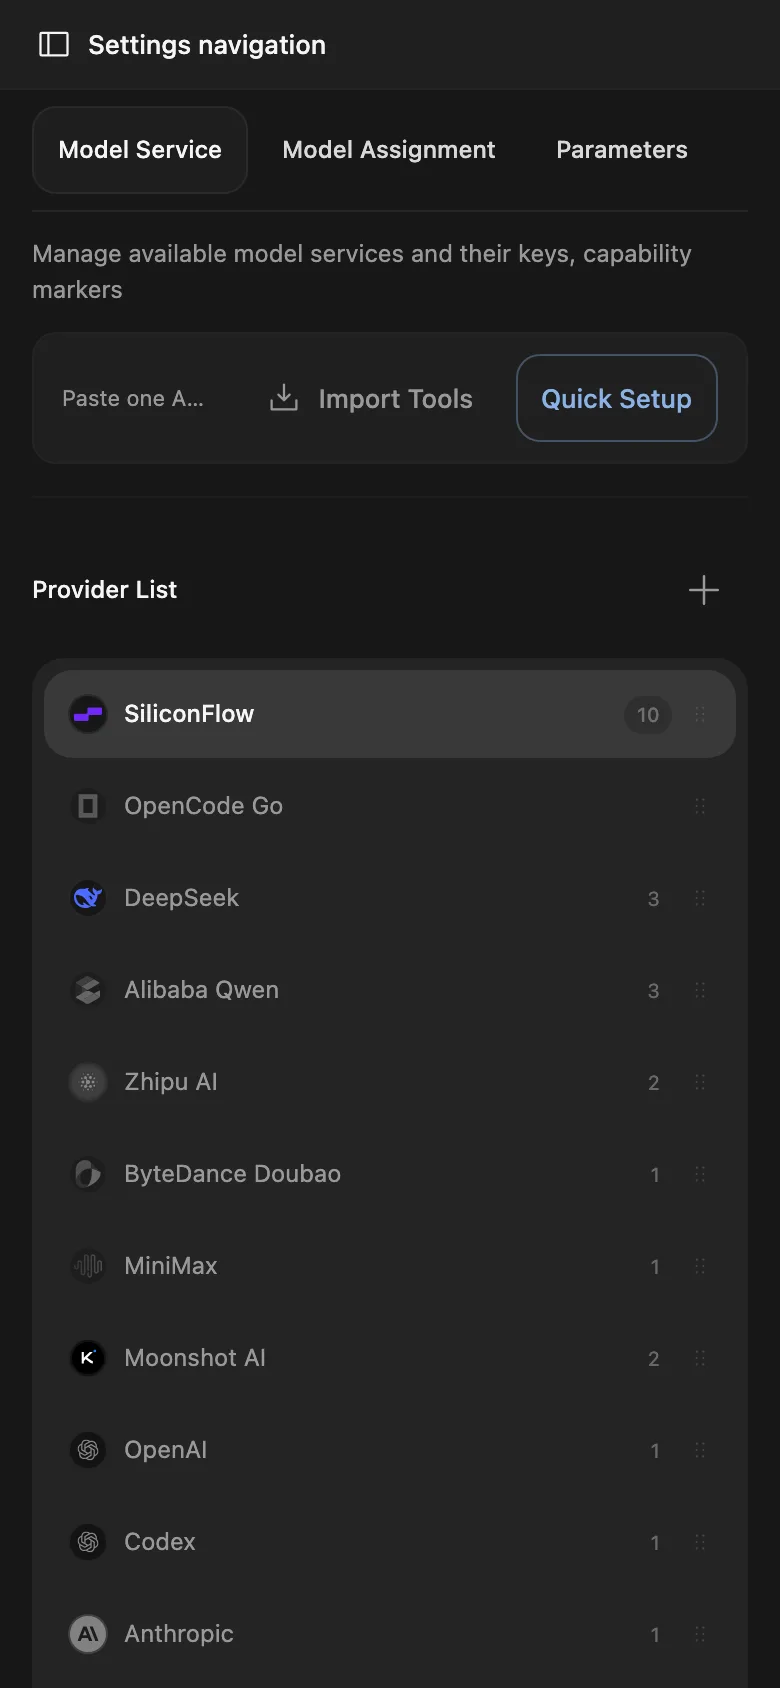 Settings navigation
Model Service
Model Assignment
Parameters
Manage available model services and their keys, capability
markers
Paste one A...
Import Tools
Quick Setup
Provider List
SiliconFlow
10
OpenCode Go
DeepSeek
3
Alibaba Qwen
3
Zhipu AI
2
ByteDance Doubao
1
MiniMax
1
Moonshot AI
2
OpenAI
1
Codex
1
Anthropic
1